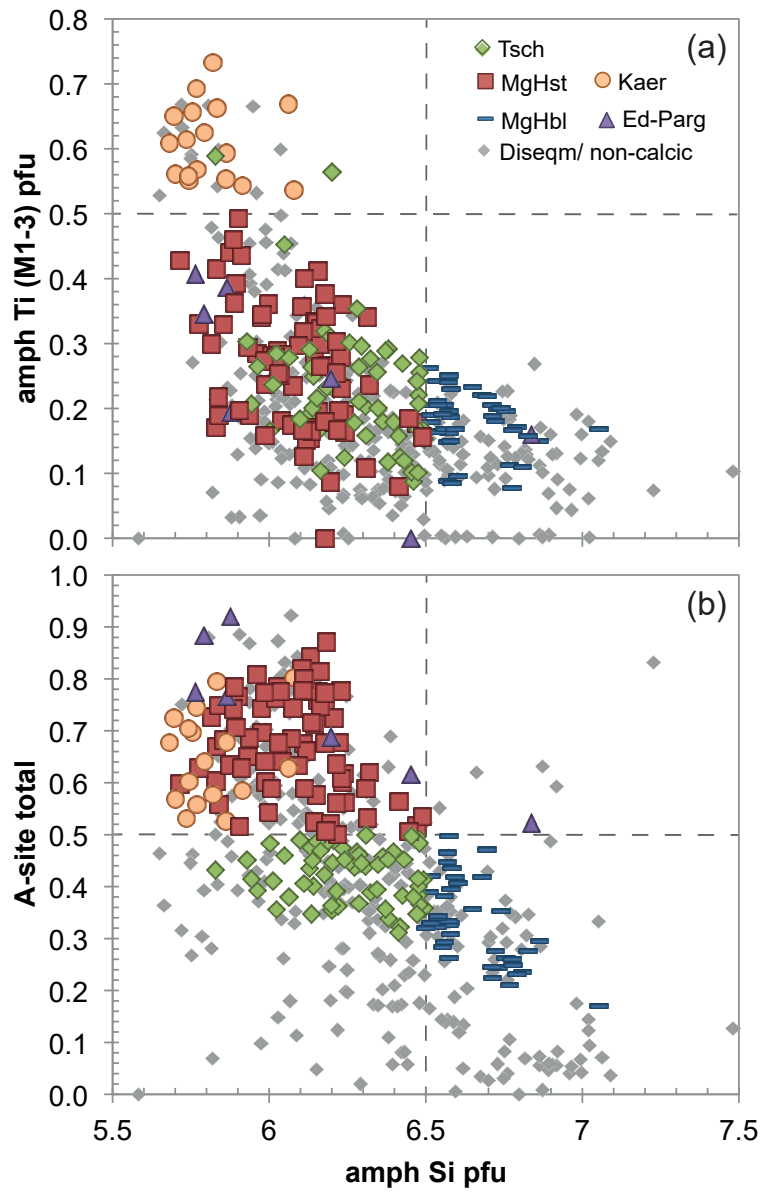 0.8
(a)
Tsch
0.7
MgHst
Kaer
MgHbl
Ed-Parg
0.6
Diseqm/ non-calcic
0.5
0.4
0.3
0.2
0.1
0.0
amph Ti (M1-3) pfu
1.0
(b)
0.9
0.8
0.7
0.6
0.5
0.4
0.3
0.2
0.1
0.0
A-site total
5.5 6 6.5 7 7.5
amph Si pfu